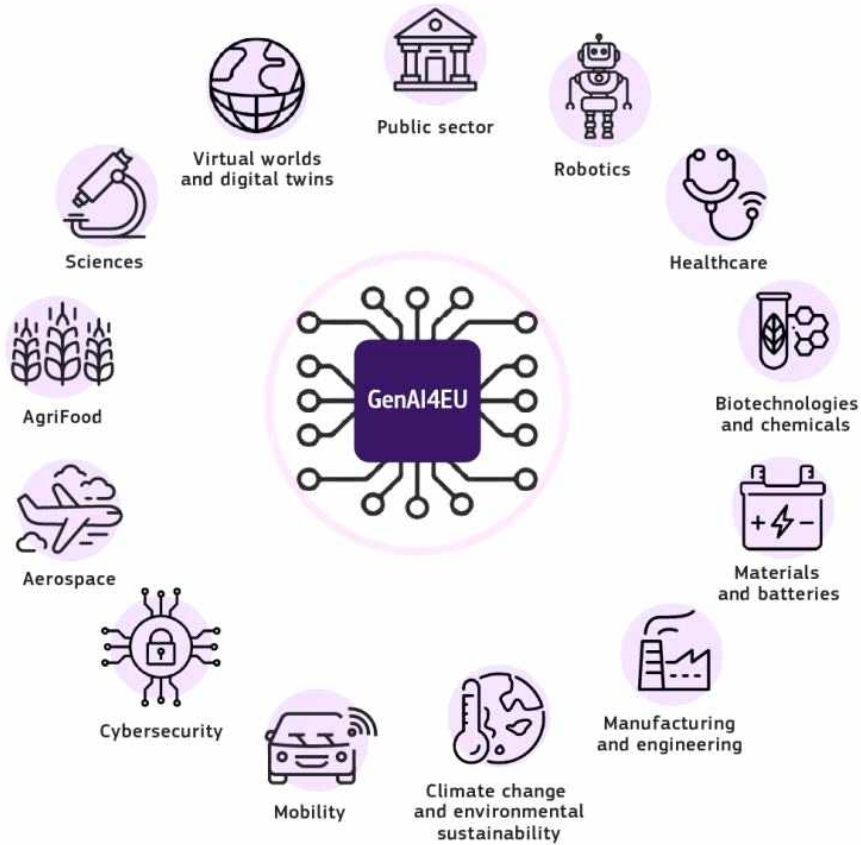 Public sector
Robotics
Healthcare
Biotechnologies
and chemicals
Materials
and batteries
Manufacturing
and engineering
Climate change
and environmental
sustainability
Mobility
Cybersecurity
Aerospace
AgriFood
Sciences
Virtual worlds
and digital twins
GenAI4EU